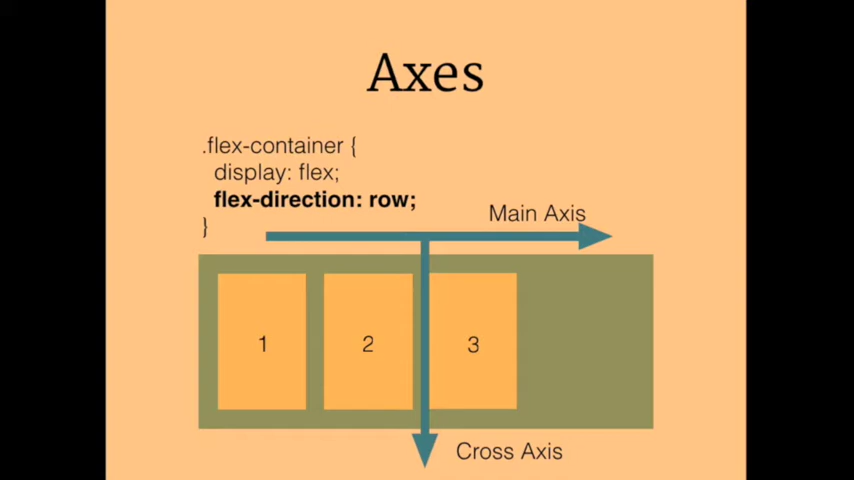 Axes
.flex-container {
display: flex;
flex-direction: row;
}
Main Axis
1
2
3
Cross Axis